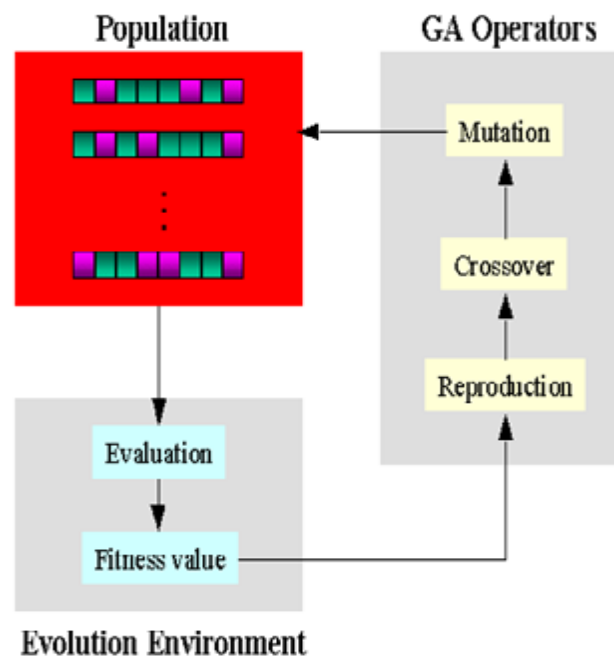 Population
GA Operators
Mutation
Crossover
Reproduction
Evaluation
Fitness value
Evolution Environment